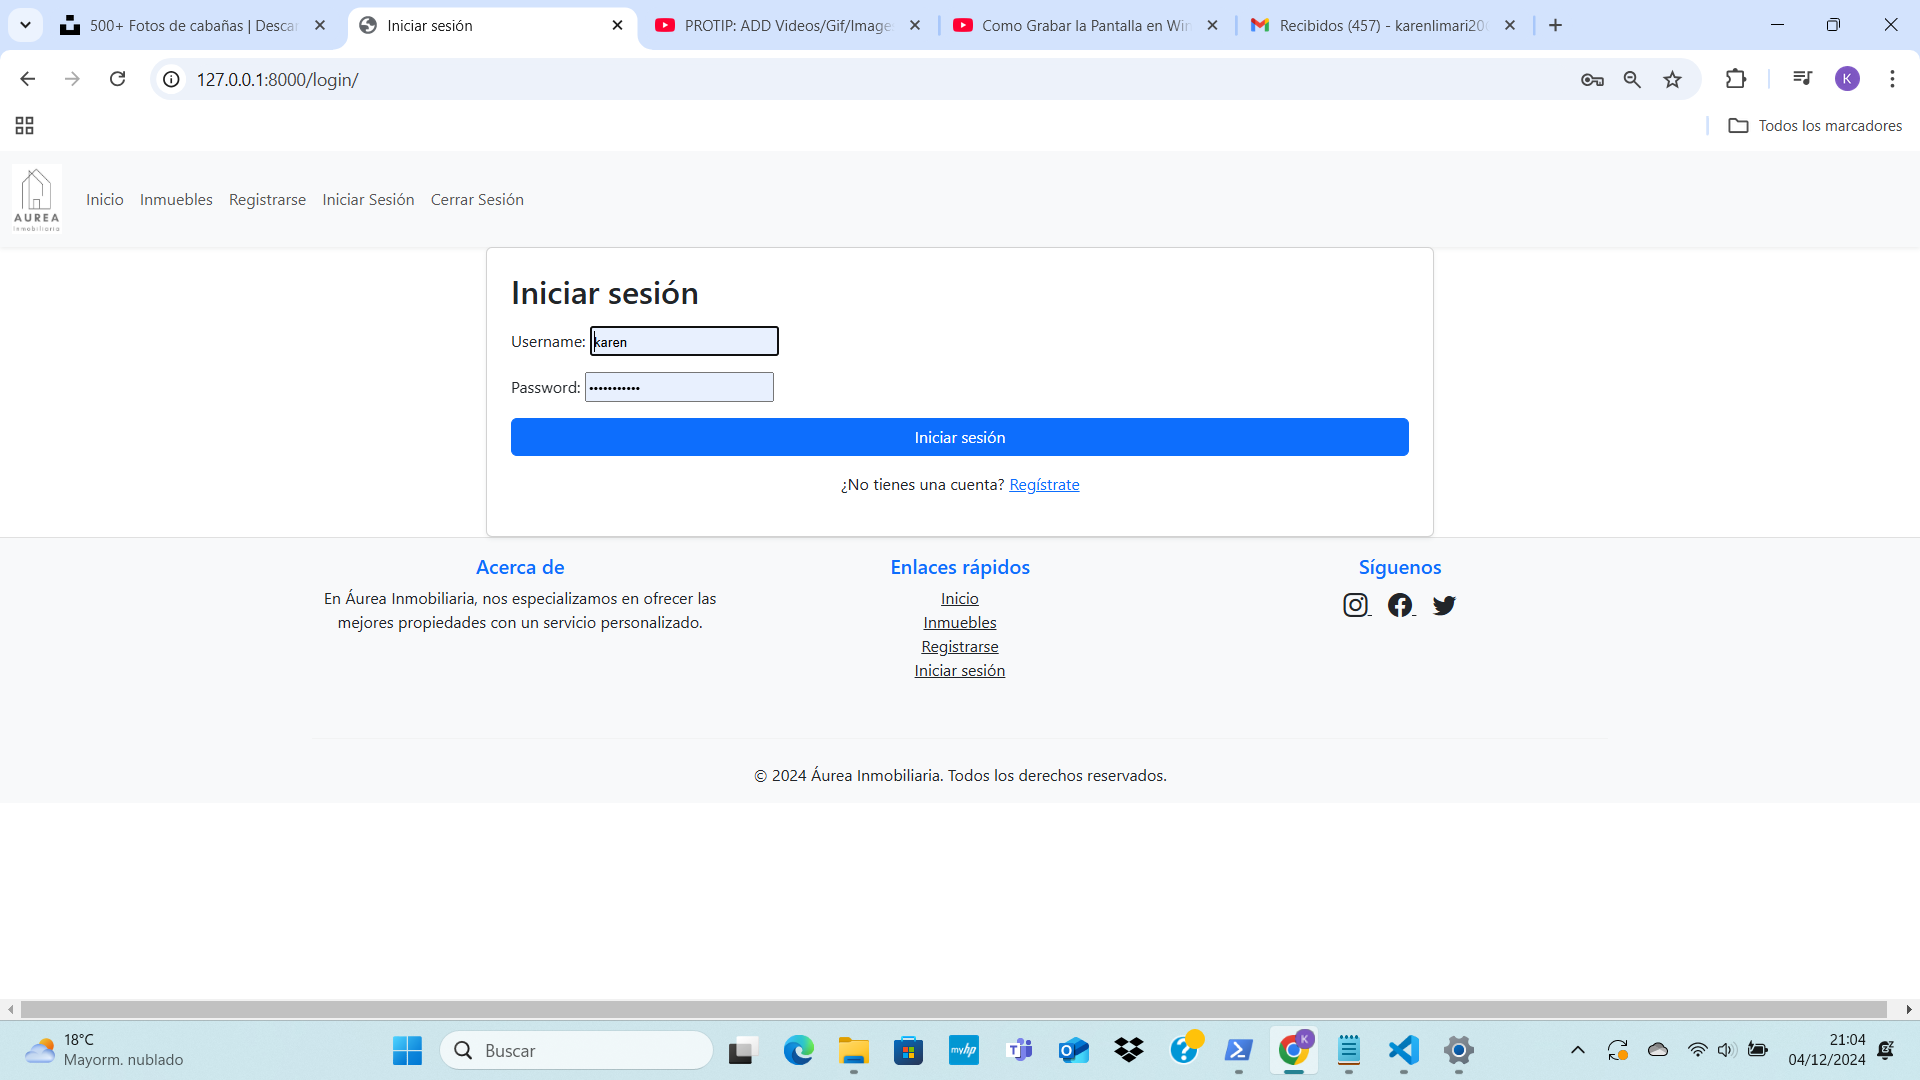 500+ Fotos de cabañas | Descar
Iniciar sesión
PROTIP: ADD Videos/Gif/Image
Como Grabar la Pantalla en Win
Recibidos (457) - karenlimari20
127.0.0.1:8000/login/
K
Todos los marcadores
AUREA
Inmobiliaria
Inicio
Inmuebles
Registrarse
Iniciar Sesión
Cerrar Sesión
Iniciar sesión
Username: karen
Password: •••••••••••
Iniciar sesión
¿No tienes una cuenta? Regístrate
Acerca de
En Áurea Inmobiliaria, nos especializamos en ofrecer las
mejores propiedades con un servicio personalizado.
Enlaces rápidos
Inicio
Inmuebles
Registrarse
Iniciar sesión
Síguenos
© 2024 Áurea Inmobiliaria. Todos los derechos reservados.
18°C
Mayorm. nublado
Buscar
myhp
K
21:04
04/12/2024